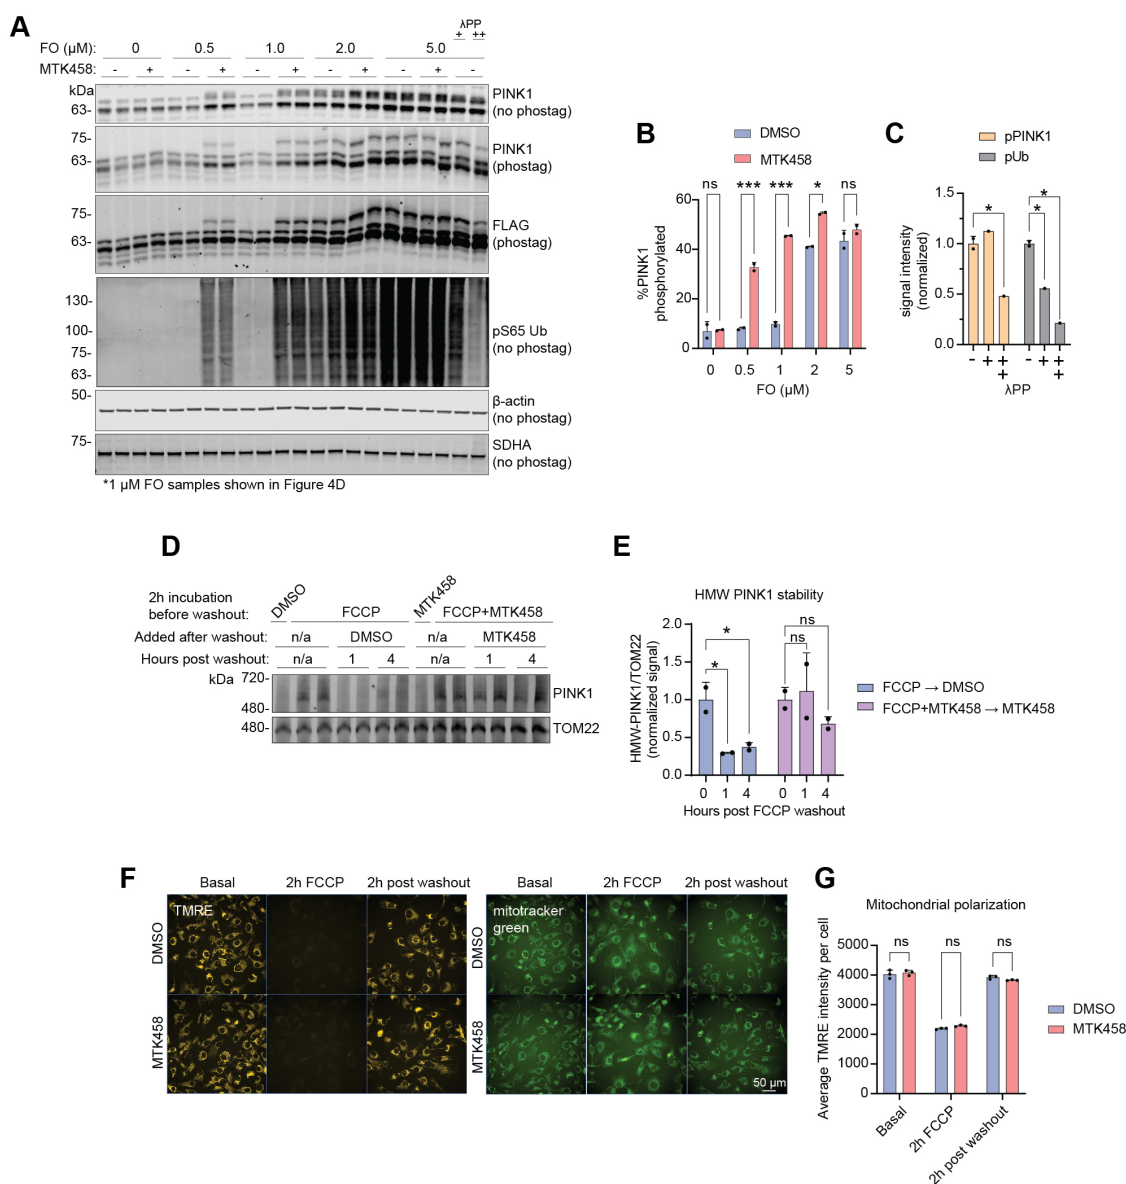 A
λPP
+ ++
FO (µM): 0 0.5 1.0 2.0 5.0
MTK458: - + - + - + - + - + -
kDa
63-
PINK1
(no phostag)
75-
63-
PINK1
(phostag)
75-
63-
FLAG
(phostag)
130-
100-
75-
63-
pS65 Ub
(no phostag)
50-
β-actin
(no phostag)
75-
SDHA
(no phostag)
*1 µM FO samples shown in Figure 4D
B
DMSO
MTK458
ns *** *** * ns
%PINK1
phosphorylated
60
40
20
0
0 0.5 1 2 5
FO (µM)
C
pPINK1
pUb
signal intensity
(normalized)
1.5
1.0
0.5
0.0
* * *
- + + + - + + +
λPP
D
2h incubation
before washout:
DMSO FCCP MTK458 FCCP+MTK458
Added after washout: n/a DMSO n/a MTK458
Hours post washout: n/a 1 4 n/a 1 4
kDa 720-
480-
PINK1
480-
TOM22
E
HMW PINK1 stability
HMW-PINK1/TOM22
(normalized signal)
2.0
1.5
1.0
0.5
0.0
* * ns ns
0 1 4 0 1 4
Hours post FCCP washout
FCCP → DMSO
FCCP+MTK458 → MTK458
F
Basal 2h FCCP 2h post washout Basal 2h FCCP 2h post washout
TMRE
mitotracker
green
DMSO
MTK458
DMSO
MTK458
50 µm
G
Mitochondrial polarization
Average TMRE intensity per cell
5000
4000
3000
2000
1000
0
ns ns ns
Basal
2h FCCP
2h post washout
DMSO
MTK458